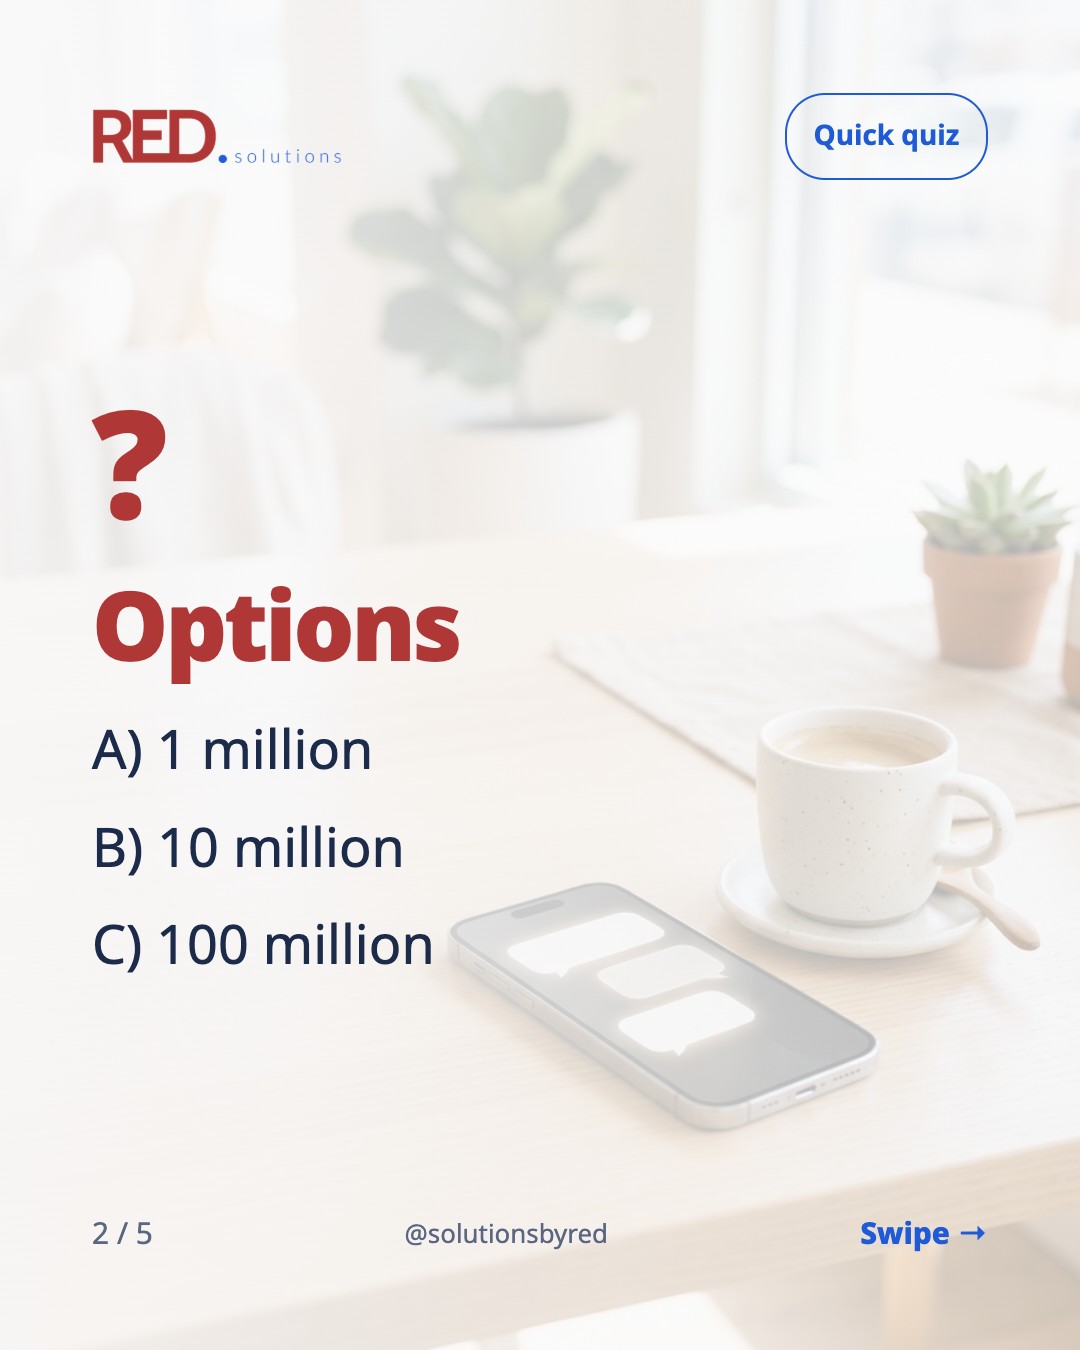 RED.solutions
Quick quiz
?
Options
A) 1 million
B) 10 million
C) 100 million
2 / 5
@solutionsbyred
Swipe →